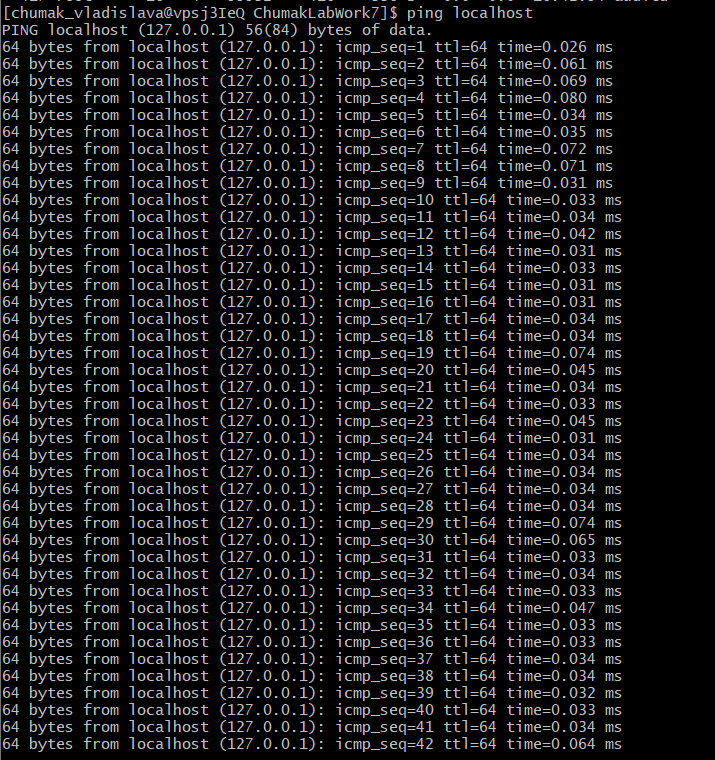 [chumak_vladislava@vpsj3IeQ ChumakLabWork7]$ ping localhost
PING localhost (127.0.0.1) 56(84) bytes of data.
64 bytes from localhost (127.0.0.1): icmp_seq=1 ttl=64 time=0.026 ms
64 bytes from localhost (127.0.0.1): icmp_seq=2 ttl=64 time=0.061 ms
64 bytes from localhost (127.0.0.1): icmp_seq=3 ttl=64 time=0.069 ms
64 bytes from localhost (127.0.0.1): icmp_seq=4 ttl=64 time=0.080 ms
64 bytes from localhost (127.0.0.1): icmp_seq=5 ttl=64 time=0.034 ms
64 bytes from localhost (127.0.0.1): icmp_seq=6 ttl=64 time=0.035 ms
64 bytes from localhost (127.0.0.1): icmp_seq=7 ttl=64 time=0.072 ms
64 bytes from localhost (127.0.0.1): icmp_seq=8 ttl=64 time=0.071 ms
64 bytes from localhost (127.0.0.1): icmp_seq=9 ttl=64 time=0.031 ms
64 bytes from localhost (127.0.0.1): icmp_seq=10 ttl=64 time=0.033 ms
64 bytes from localhost (127.0.0.1): icmp_seq=11 ttl=64 time=0.034 ms
64 bytes from localhost (127.0.0.1): icmp_seq=12 ttl=64 time=0.042 ms
64 bytes from localhost (127.0.0.1): icmp_seq=13 ttl=64 time=0.031 ms
64 bytes from localhost (127.0.0.1): icmp_seq=14 ttl=64 time=0.033 ms
64 bytes from localhost (127.0.0.1): icmp_seq=15 ttl=64 time=0.031 ms
64 bytes from localhost (127.0.0.1): icmp_seq=16 ttl=64 time=0.031 ms
64 bytes from localhost (127.0.0.1): icmp_seq=17 ttl=64 time=0.034 ms
64 bytes from localhost (127.0.0.1): icmp_seq=18 ttl=64 time=0.034 ms
64 bytes from localhost (127.0.0.1): icmp_seq=19 ttl=64 time=0.074 ms
64 bytes from localhost (127.0.0.1): icmp_seq=20 ttl=64 time=0.045 ms
64 bytes from localhost (127.0.0.1): icmp_seq=21 ttl=64 time=0.034 ms
64 bytes from localhost (127.0.0.1): icmp_seq=22 ttl=64 time=0.033 ms
64 bytes from localhost (127.0.0.1): icmp_seq=23 ttl=64 time=0.045 ms
64 bytes from localhost (127.0.0.1): icmp_seq=24 ttl=64 time=0.031 ms
64 bytes from localhost (127.0.0.1): icmp_seq=25 ttl=64 time=0.034 ms
64 bytes from localhost (127.0.0.1): icmp_seq=26 ttl=64 time=0.034 ms
64 bytes from localhost (127.0.0.1): icmp_seq=27 ttl=64 time=0.034 ms
64 bytes from localhost (127.0.0.1): icmp_seq=28 ttl=64 time=0.034 ms
64 bytes from localhost (127.0.0.1): icmp_seq=29 ttl=64 time=0.074 ms
64 bytes from localhost (127.0.0.1): icmp_seq=30 ttl=64 time=0.065 ms
64 bytes from localhost (127.0.0.1): icmp_seq=31 ttl=64 time=0.033 ms
64 bytes from localhost (127.0.0.1): icmp_seq=32 ttl=64 time=0.034 ms
64 bytes from localhost (127.0.0.1): icmp_seq=33 ttl=64 time=0.033 ms
64 bytes from localhost (127.0.0.1): icmp_seq=34 ttl=64 time=0.047 ms
64 bytes from localhost (127.0.0.1): icmp_seq=35 ttl=64 time=0.033 ms
64 bytes from localhost (127.0.0.1): icmp_seq=36 ttl=64 time=0.033 ms
64 bytes from localhost (127.0.0.1): icmp_seq=37 ttl=64 time=0.034 ms
64 bytes from localhost (127.0.0.1): icmp_seq=38 ttl=64 time=0.034 ms
64 bytes from localhost (127.0.0.1): icmp_seq=39 ttl=64 time=0.032 ms
64 bytes from localhost (127.0.0.1): icmp_seq=40 ttl=64 time=0.033 ms
64 bytes from localhost (127.0.0.1): icmp_seq=41 ttl=64 time=0.034 ms
64 bytes from localhost (127.0.0.1): icmp_seq=42 ttl=64 time=0.064 ms